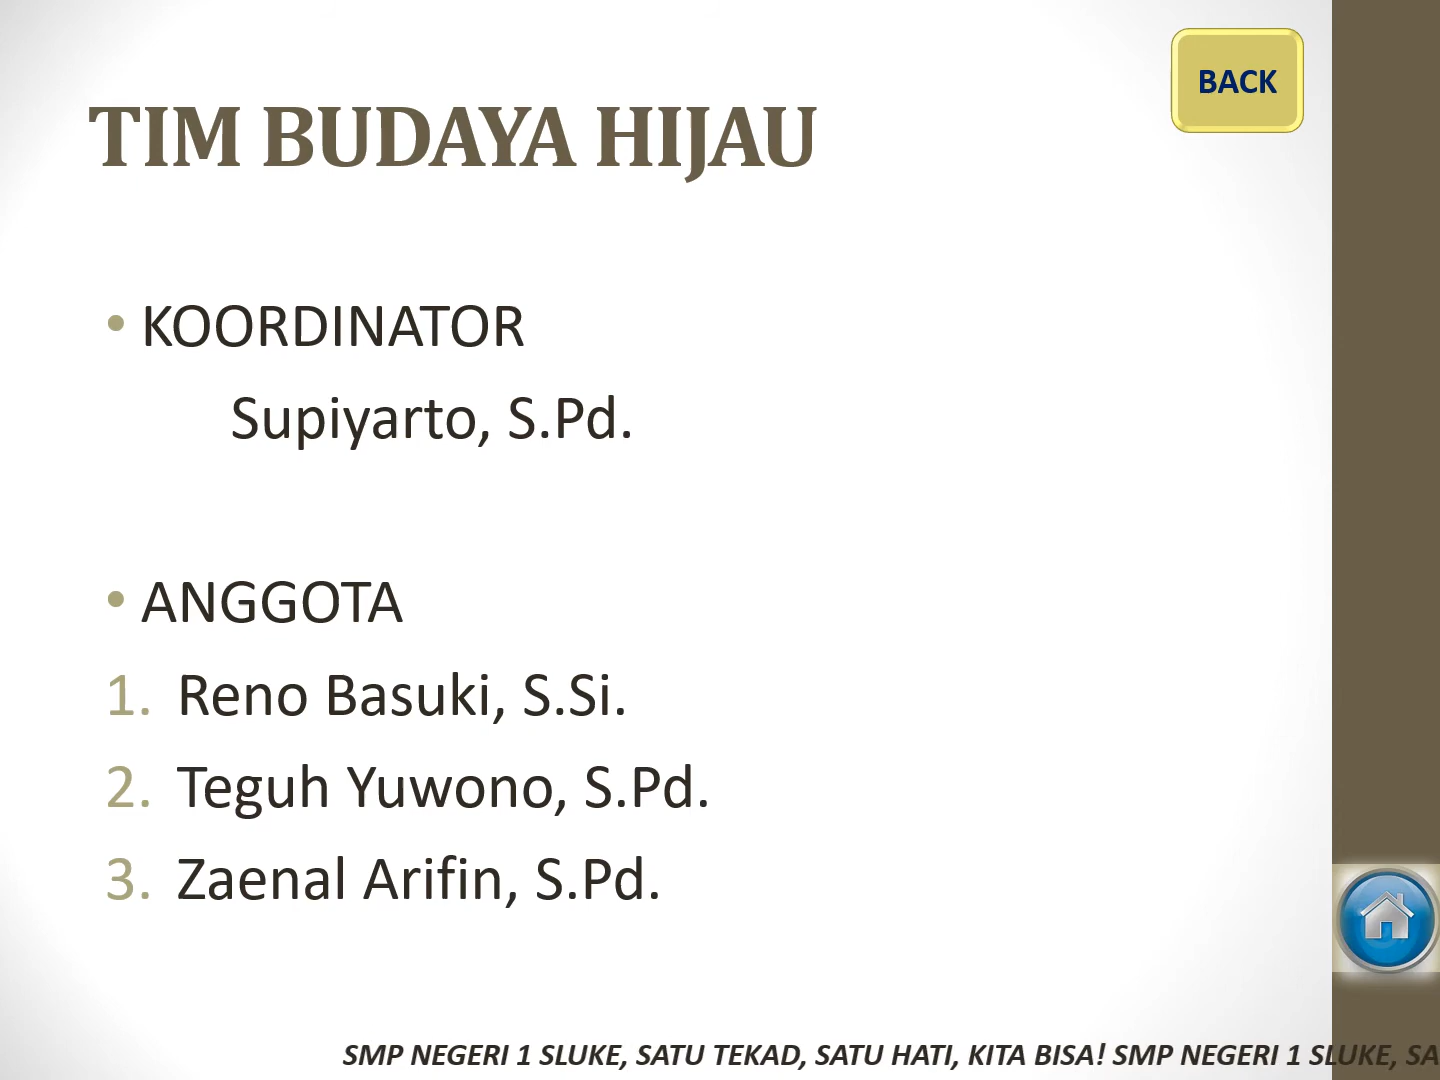 BACK
TIM BUDAYA HIJAU
• KOORDINATOR
Supiyarto, S.Pd.
• ANGGOTA
1. Reno Basuki, S.Si.
2. Teguh Yuwono, S.Pd.
3. Zaenal Arifin, S.Pd.
SMP NEGERI 1 SLUKE, SATU TEKAD, SATU HATI, KITA BISA! SMP NEGERI 1 SLUKE, SA